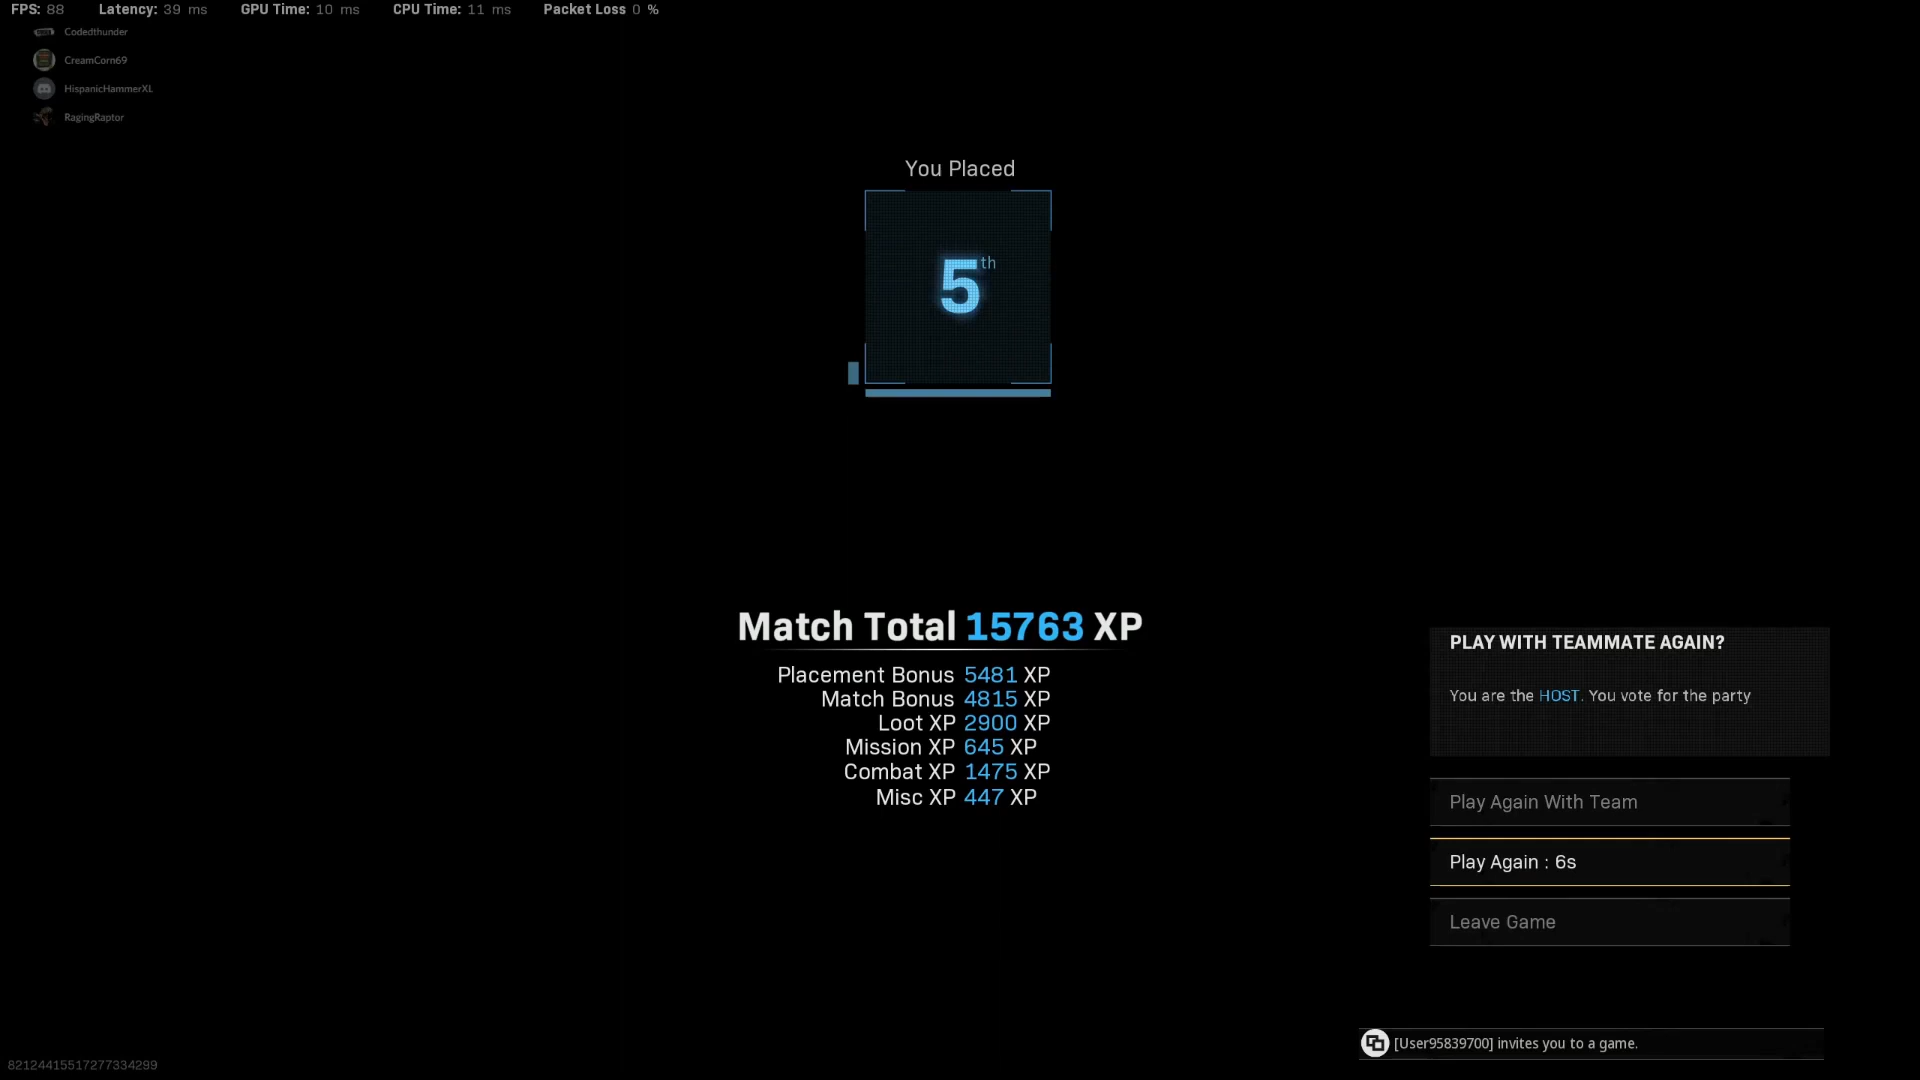 FPS: 88 Latency: 39 ms GPU Time: 10 ms CPU Time: 11 ms Packet Loss 0 %
Codedthunder
CreamCorn69
HispanicHammerXL
RagingRaptor
You Placed
5th
Match Total 15763 XP
Placement Bonus 5481 XP
Match Bonus 4815 XP
Loot XP 2900 XP
Mission XP 645 XP
Combat XP 1475 XP
Misc XP 447 XP
PLAY WITH TEAMMATE AGAIN?
You are the HOST. You vote for the party
Play Again With Team
Play Again : 6s
Leave Game
[User95839700] invites you to a game.
82124415517277334299